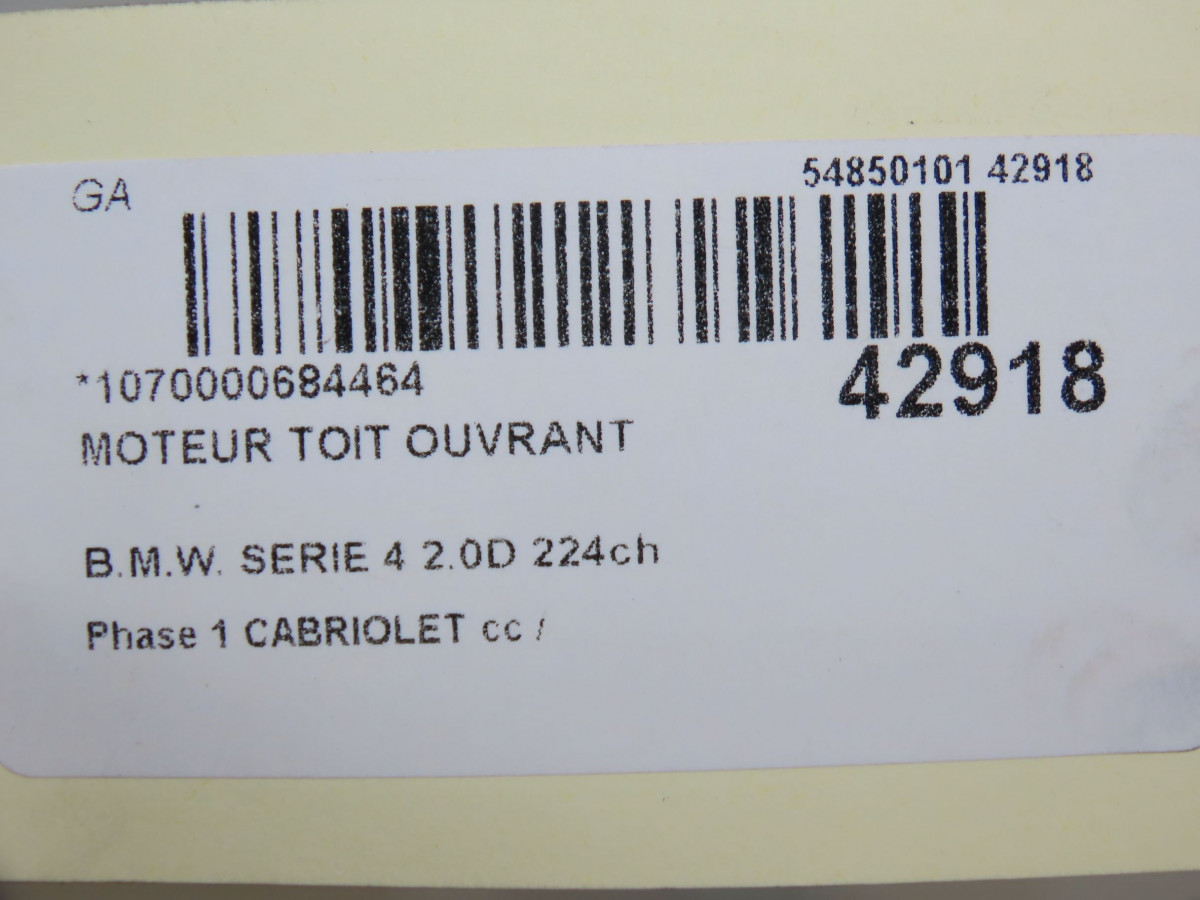 GA
54850101 42918
*1070000684464
42918
MOTEUR TOIT OUVRANT
B.M.W. SERIE 4 2.0D 224ch
Phase 1 CABRIOLET cc /